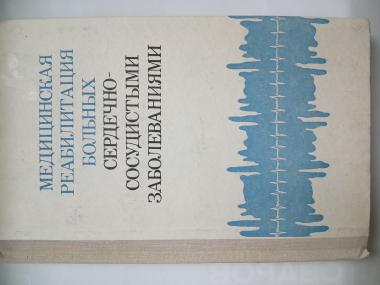 МЕДИЦИНСКАЯ
РЕАБИЛИТАЦИЯ
БОЛЬНЫХ
СЕРДЕЧНО-
СОСУДИСТЫМИ
ЗАБОЛЕВАНИЯМИ